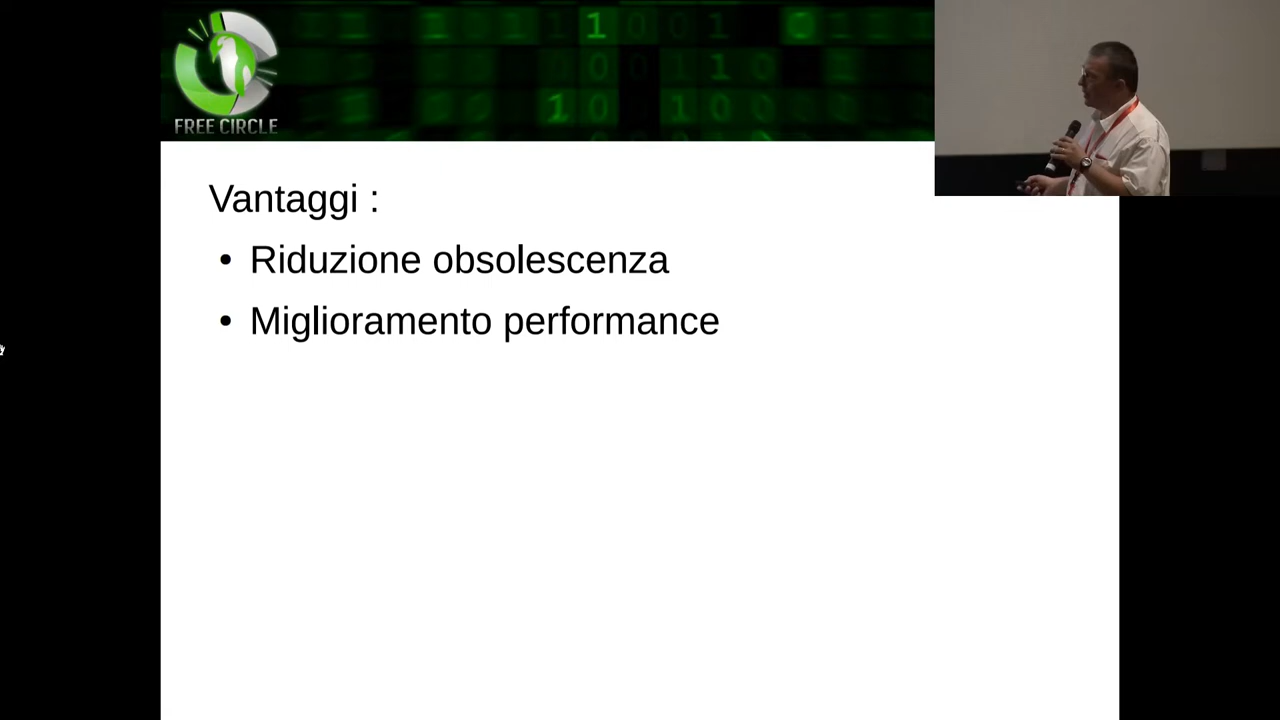 FREE CIRCLE
Vantaggi :
• Riduzione obsolescenza
• Miglioramento performance